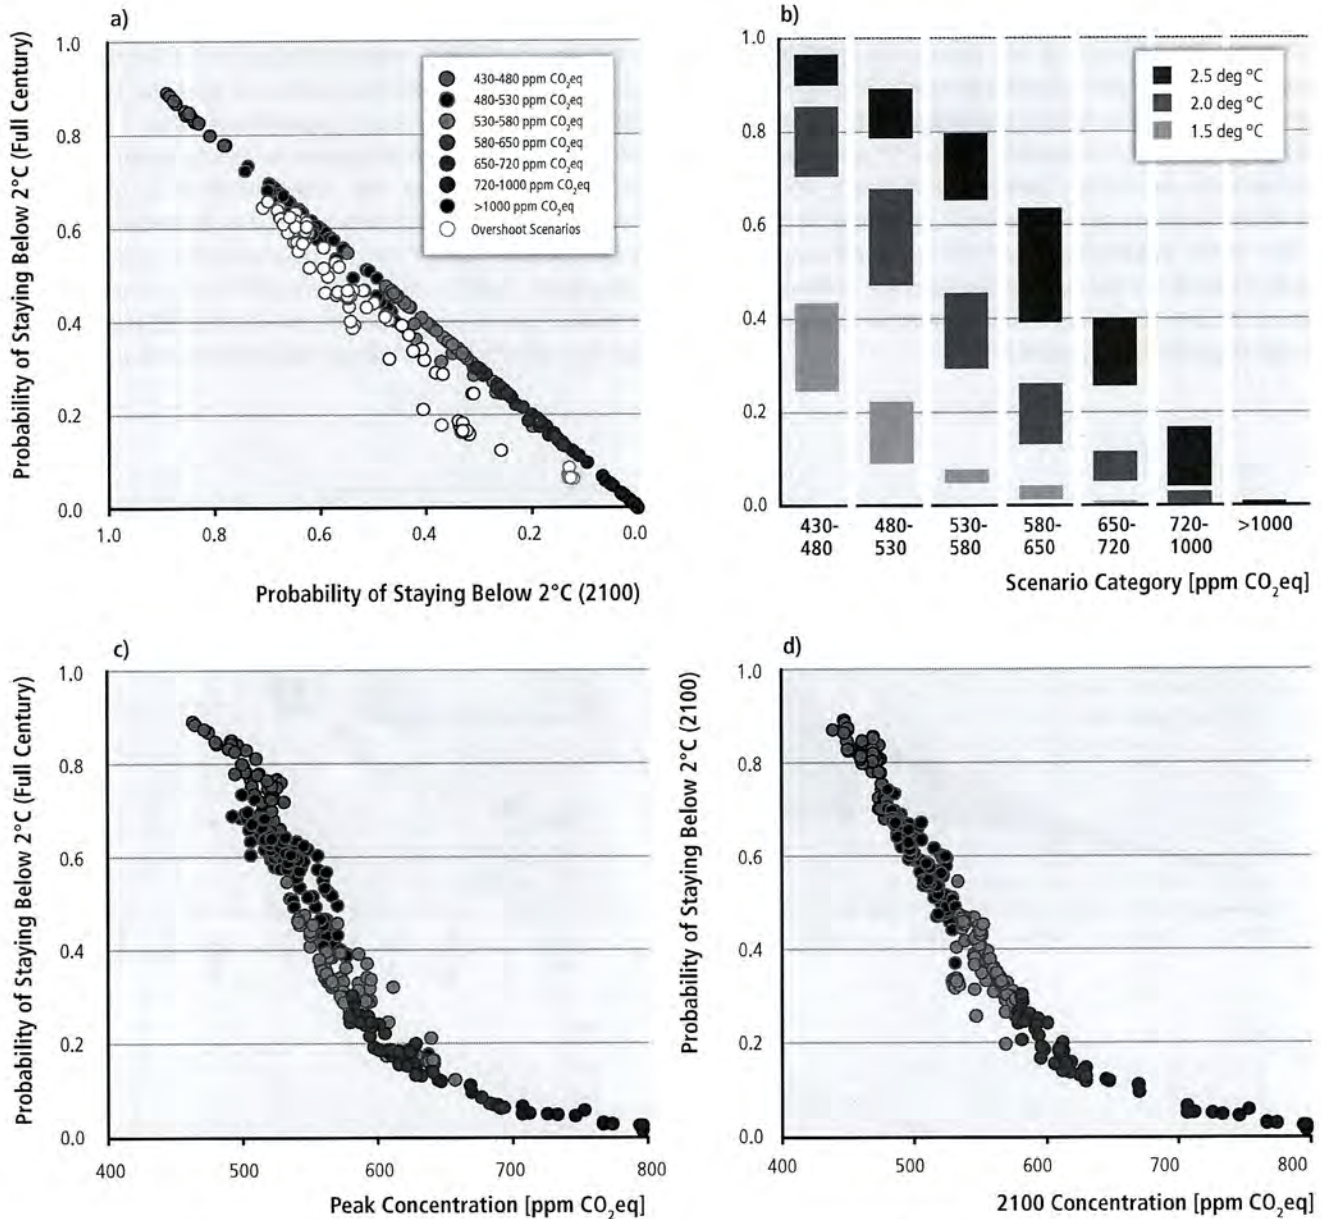 a)
Probability of Staying Below 2°C (Full Century)
1.0
0.8
0.6
0.4
0.2
0.0
430-480 ppm CO₂eq
480-530 ppm CO₂eq
530-580 ppm CO₂eq
580-650 ppm CO₂eq
650-720 ppm CO₂eq
720-1000 ppm CO₂eq
>1000 ppm CO₂eq
Overshoot Scenarios
1.0 0.8 0.6 0.4 0.2 0.0
Probability of Staying Below 2°C (2100)
b)
1.0
0.8
0.6
0.4
0.2
0.0
2.5 deg °C
2.0 deg °C
1.5 deg °C
430-480 480-530 530-580 580-650 650-720 720-1000 >1000
Scenario Category [ppm CO₂eq]
c)
Probability of Staying Below 2°C (Full Century)
1.0
0.8
0.6
0.4
0.2
0.0
400 500 600 700 800
Peak Concentration [ppm CO₂eq]
d)
Probability of Staying Below 2°C (2100)
1.0
0.8
0.6
0.4
0.2
0.0
400 500 600 700 800
2100 Concentration [ppm CO₂eq]